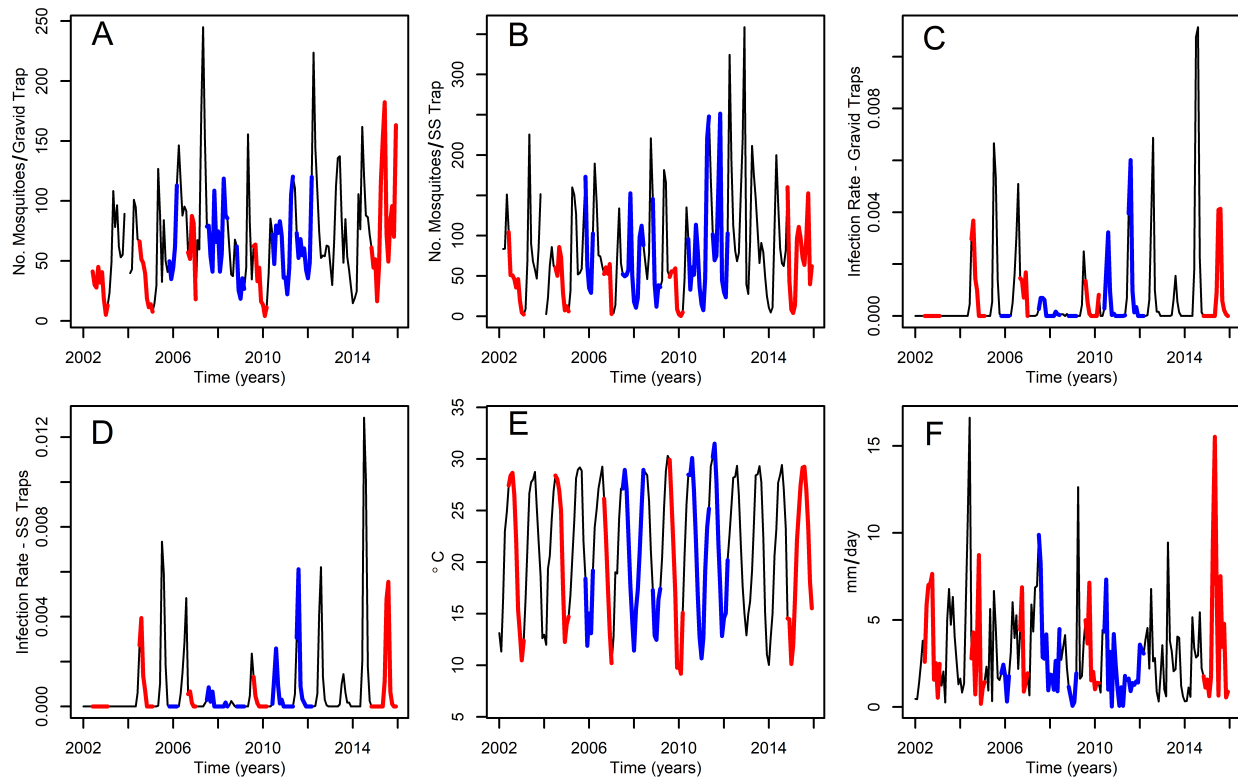 A
No. Mosquitoes/Gravid Trap
250
200
150
100
50
0
2002 2006 2010 2014
Time (years)
B
No. Mosquitoes/SS Trap
300
200
100
50
0
2002 2006 2010 2014
Time (years)
C
Infection Rate - Gravid Traps
0.008
0.004
0.000
2002 2006 2010 2014
Time (years)
D
Infection Rate - SS Traps
0.012
0.008
0.004
0.000
2002 2006 2010 2014
Time (years)
E
° C
35
30
25
20
15
10
5
2002 2006 2010 2014
Time (years)
F
mm/day
15
10
5
0
2002 2006 2010 2014
Time (years)